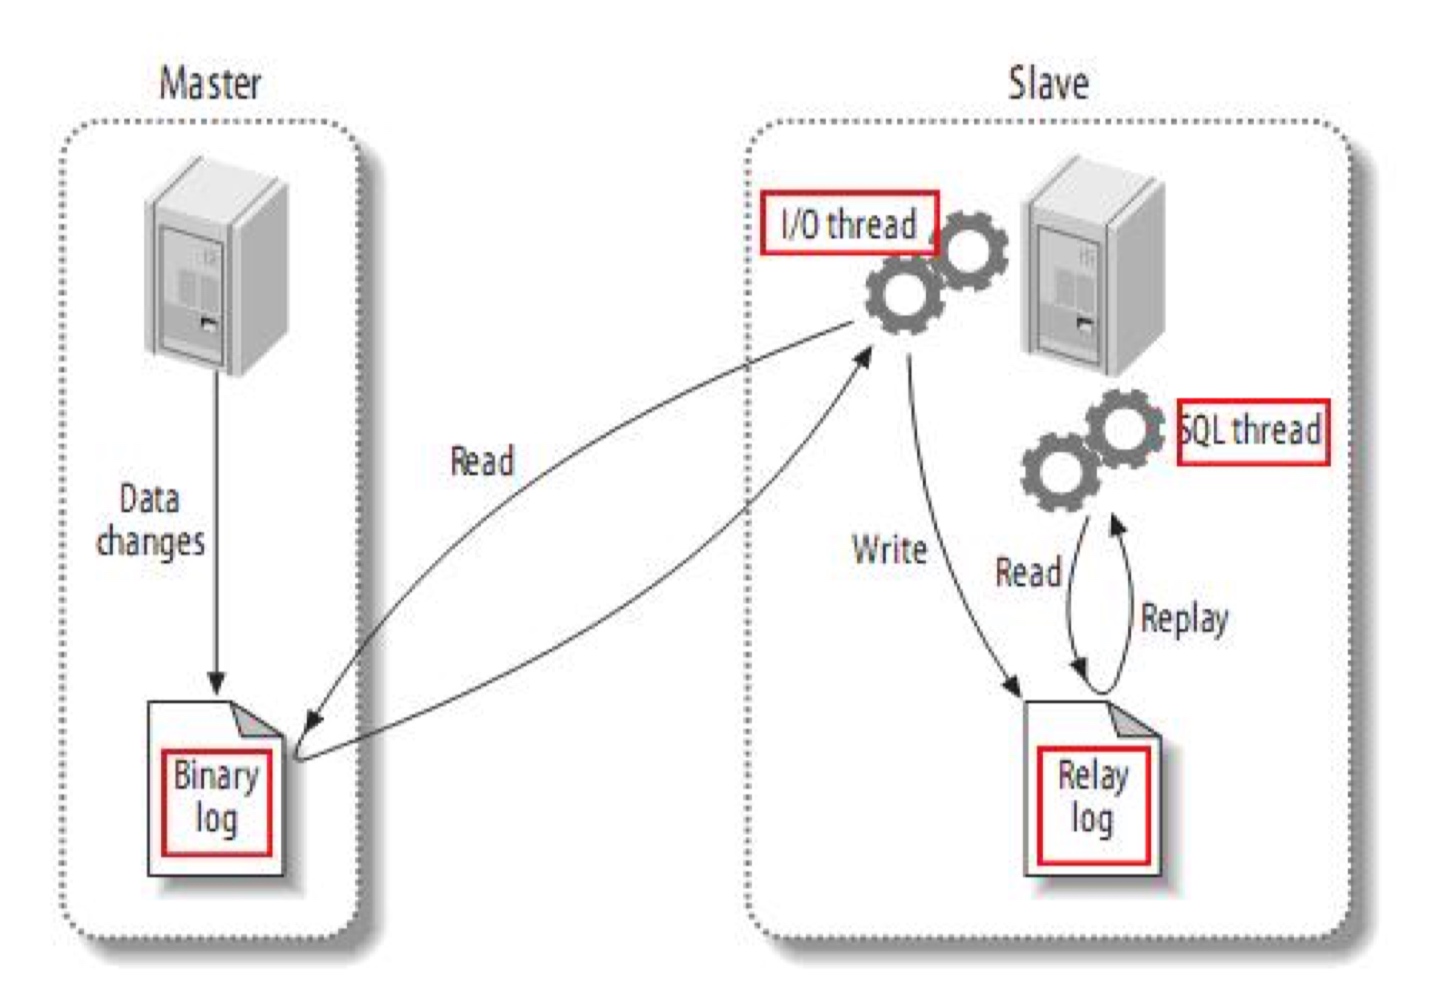 Master
Slave
I/O thread
SQL thread
Read
Data
changes
Write
Read
Replay
Binary
log
Relay
log